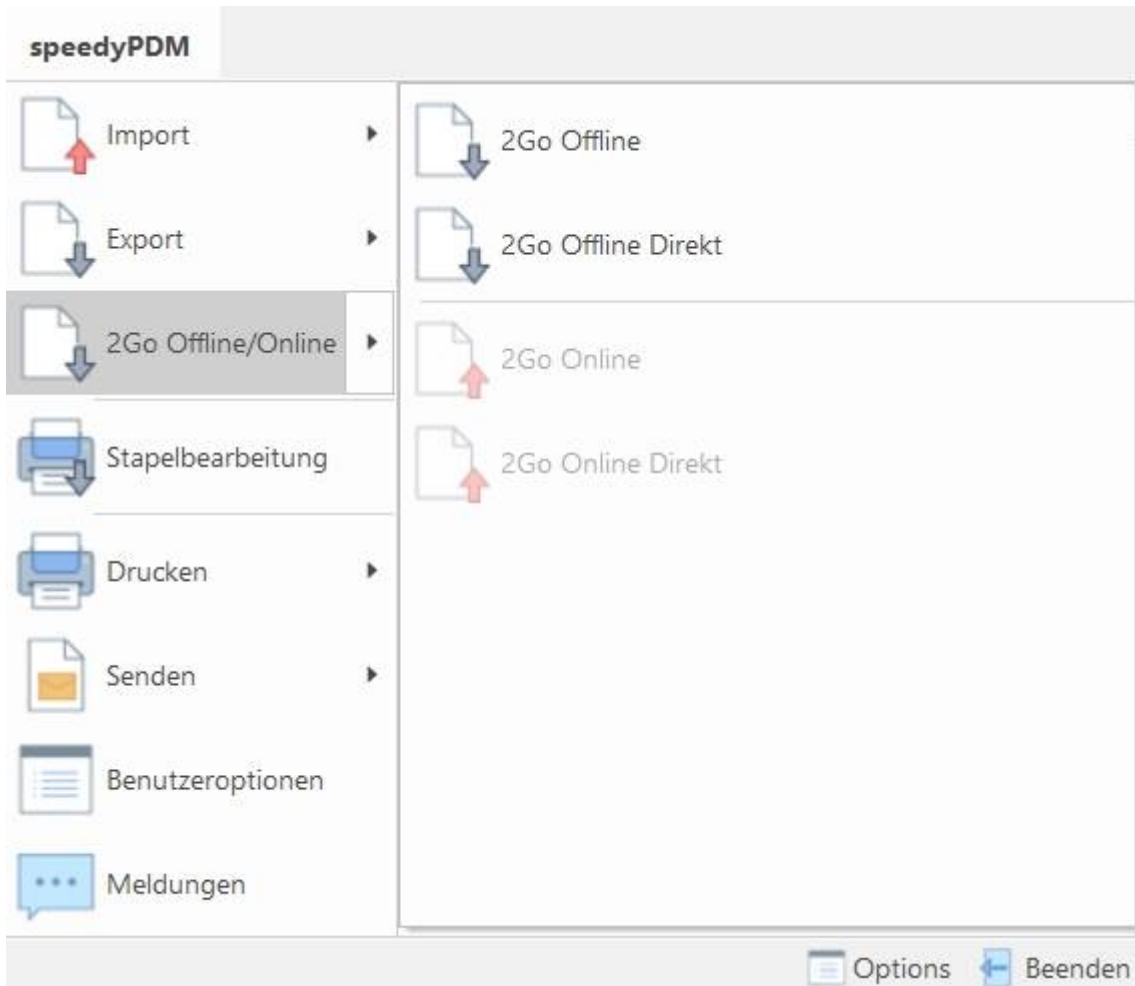 speedyPDM
Import
Export
2Go Offline/Online
Stapelbearbeitung
Drucken
Senden
Benutzeroptionen
Meldungen
2Go Offline
2Go Offline Direkt
2Go Online
2Go Online Direkt
Options
Beenden